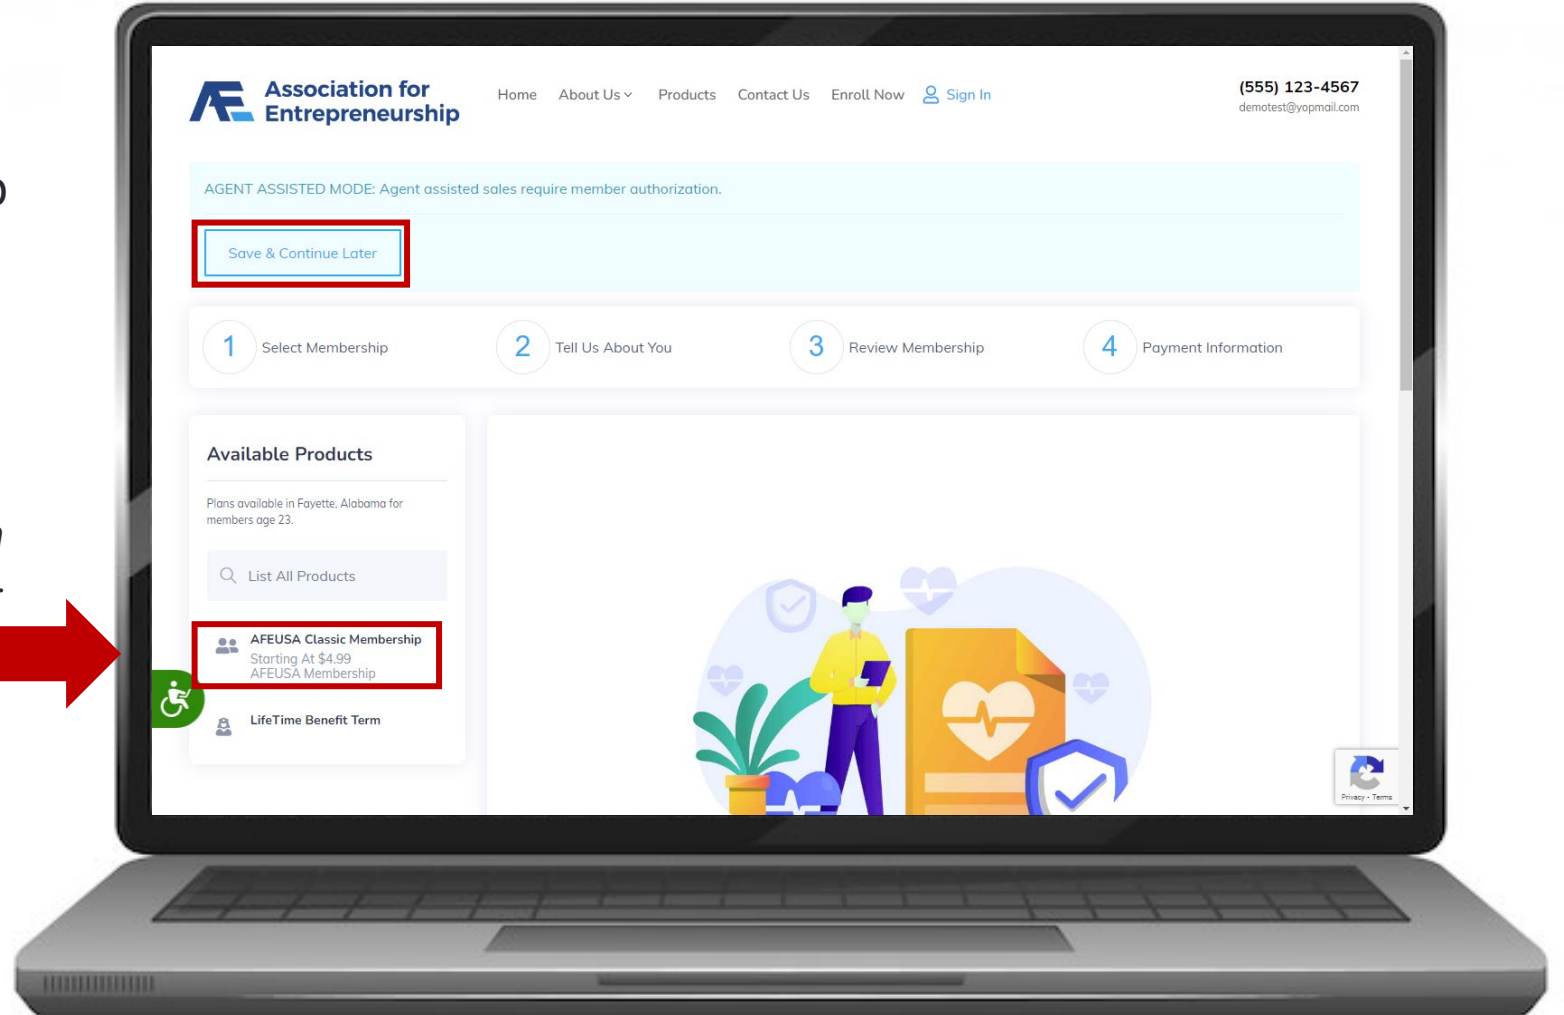 Association for
Entrepreneurship
Home About Us Products Contact Us Enroll Now Sign In
(555) 123-4567
demotest@yopmail.com
AGENT ASSISTED MODE: Agent assisted sales require member authorization.
Save & Continue Later
1 Select Membership
2 Tell Us About You
3 Review Membership
4 Payment Information
Available Products
Plans available in Fayette, Alabama for
members age 23.
List All Products
AFEUSA Classic Membership
Starting At $4.99
AFEUSA Membership
LifeTime Benefit Term
Privacy - Terms